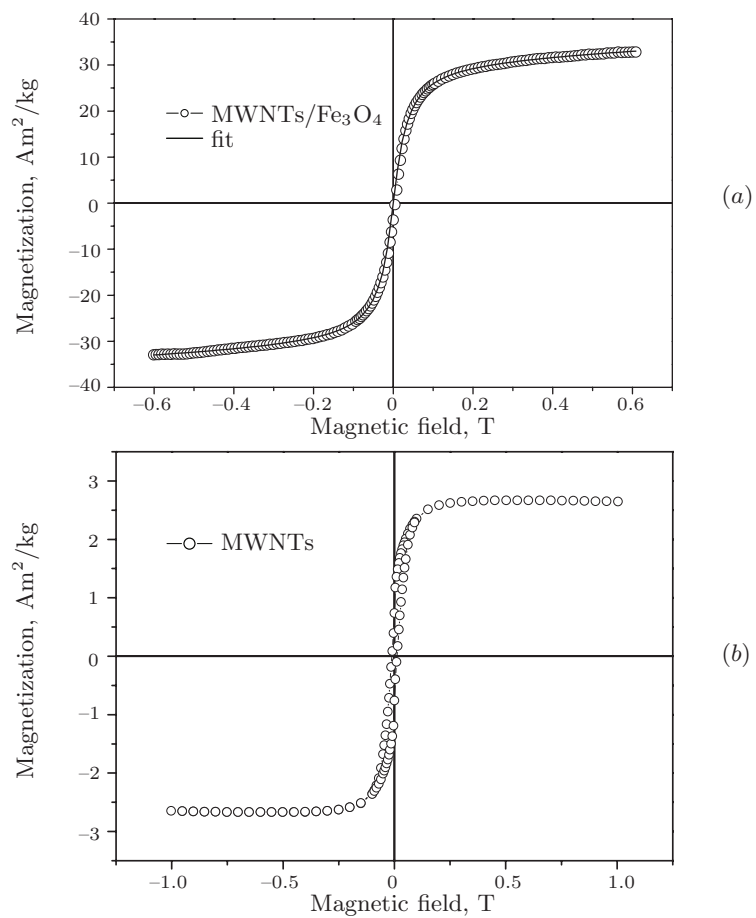 40
30
20
10
0
−10
−20
−30
−40
Magnetization, Am²/kg
MWNTs/Fe₃O₄
fit
(a)
−0.6 −0.4 −0.2 0 0.2 0.4 0.6
Magnetic field, T
3
2
1
0
−1
−2
−3
Magnetization, Am²/kg
MWNTs
(b)
−1.0 −0.5 0 0.5 1.0
Magnetic field, T